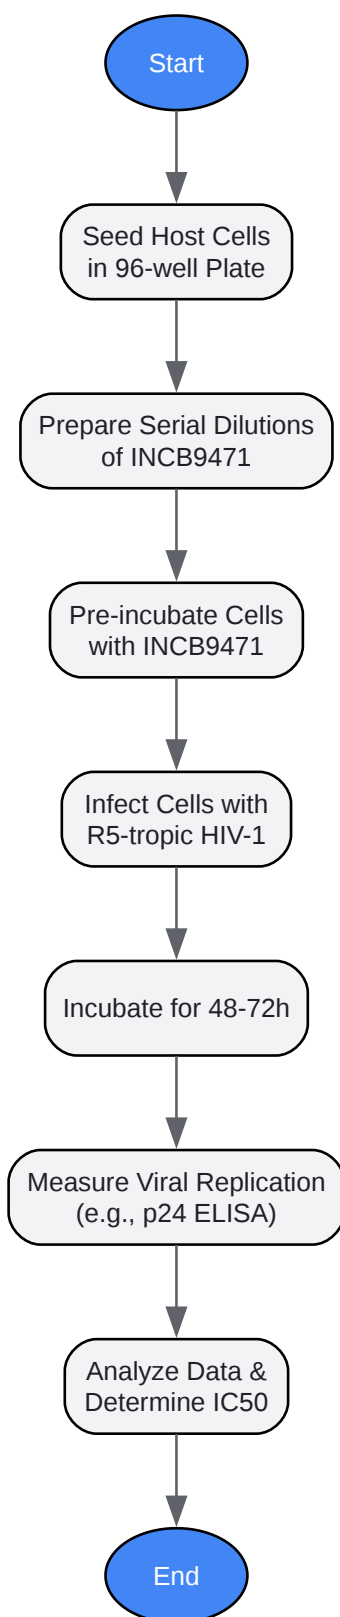 Start
Seed Host Cells
in 96-well Plate
Prepare Serial Dilutions
of INCB9471
Pre-incubate Cells
with INCB9471
Infect Cells with
R5-tropic HIV-1
Incubate for 48-72h
Measure Viral Replication
(e.g., p24 ELISA)
Analyze Data &
Determine IC50
End